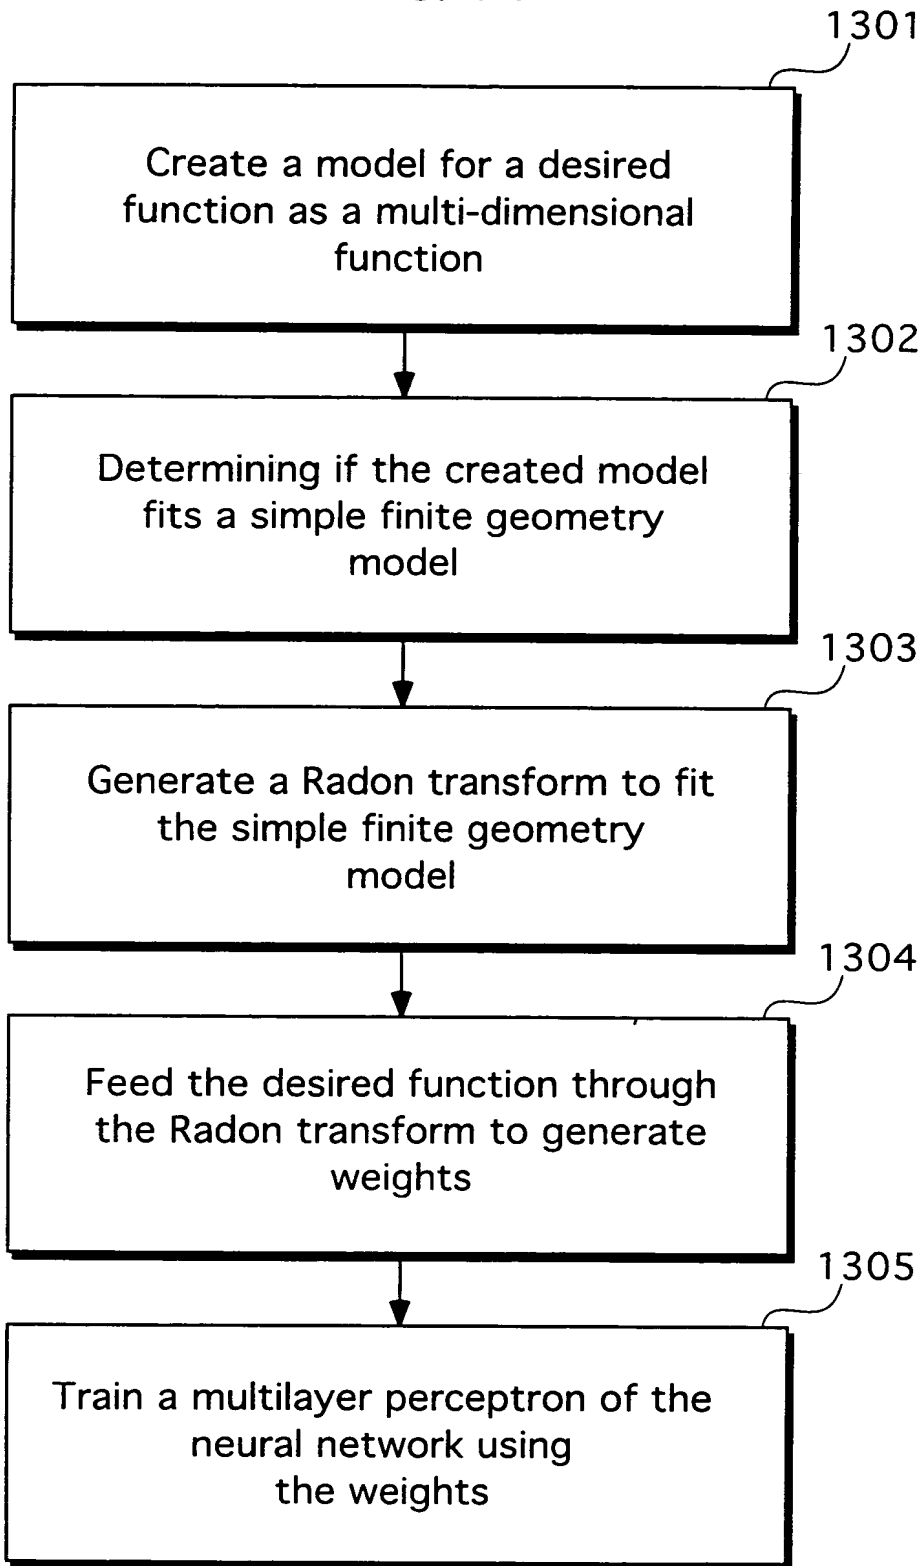 1301
Create a model for a desired
function as a multi-dimensional
function
1302
Determining if the created model
fits a simple finite geometry
model
1303
Generate a Radon transform to fit
the simple finite geometry
model
1304
Feed the desired function through
the Radon transform to generate
weights
1305
Train a multilayer perceptron of the
neural network using
the weights